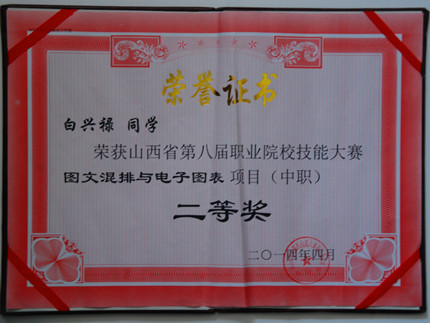 荣誉证书
白兴禄 同学
荣获山西省第八届职业院校技能大赛
图文混排与电子图表 项目（中职）
二等奖
二〇一四年四月